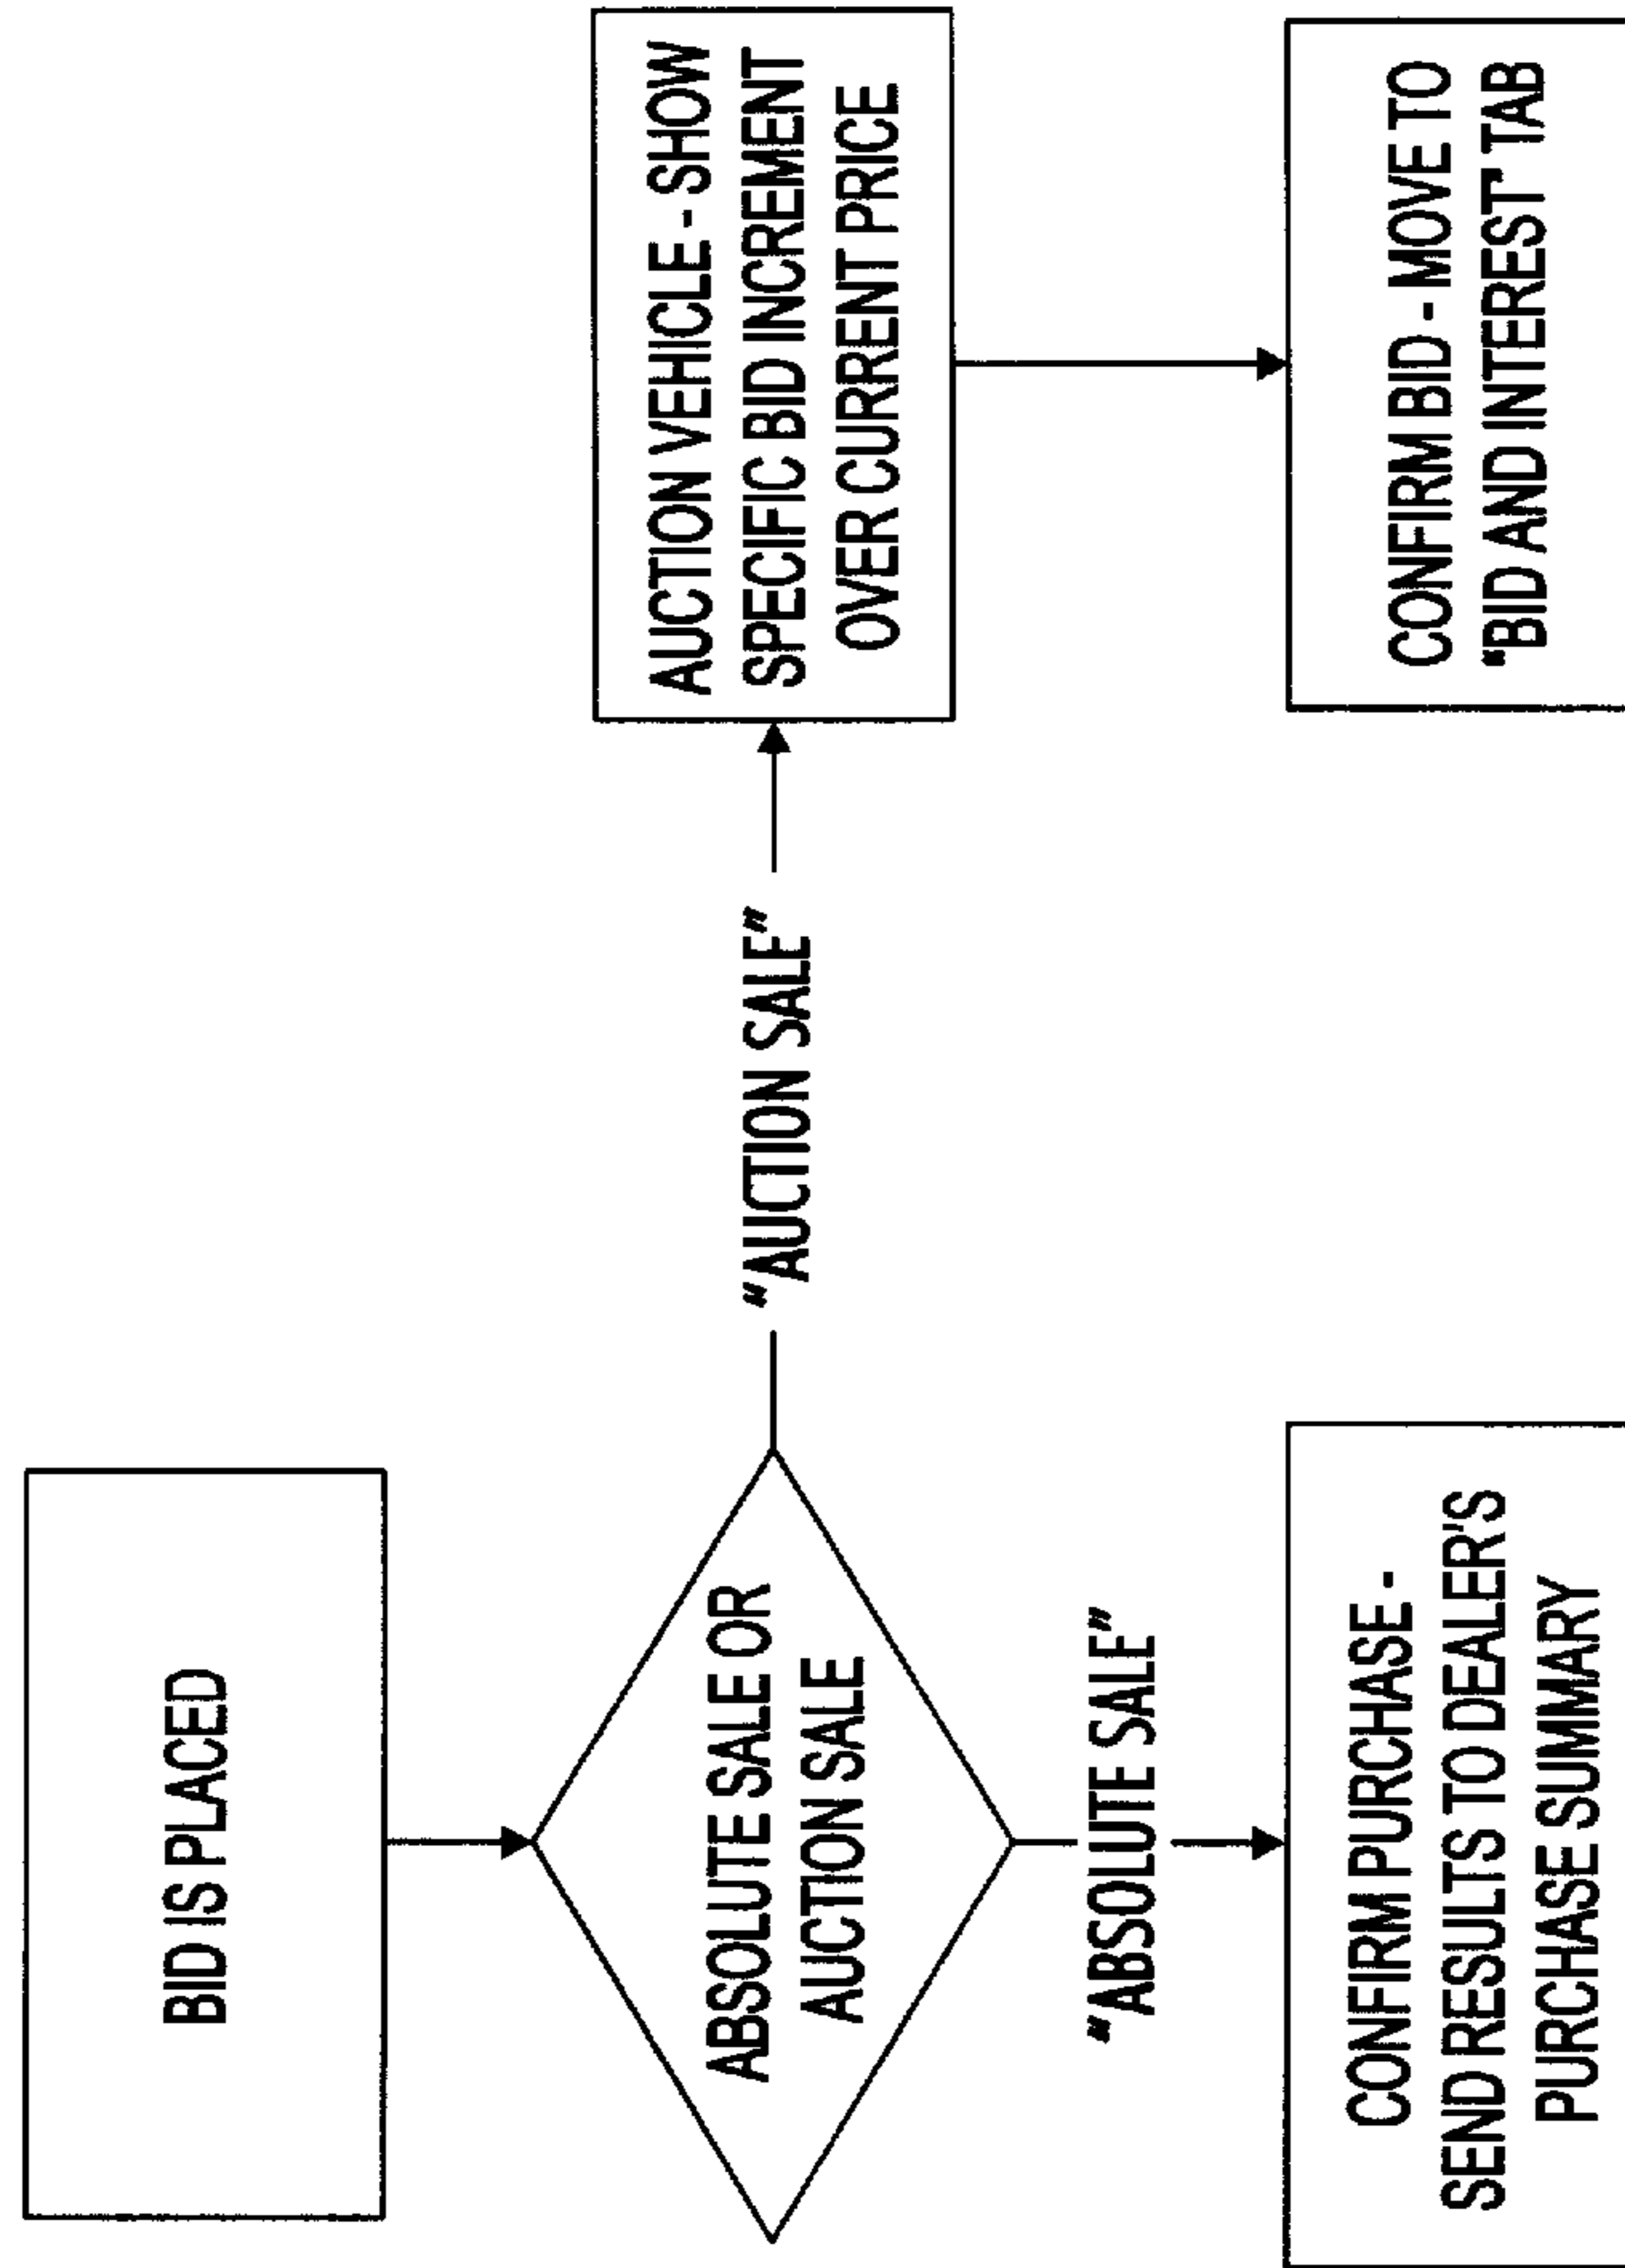 BID IS PLACED
ABSOLUTE SALE OR
AUCTION SALE
"AUCTION SALE"
AUCTION VEHICLE - SHOW
SPECIFIC BID INCREMENT
OVER CURRENT PRICE
"ABSOLUTE SALE"
CONFIRM PURCHASE -
SEND RESULTS TO DEALER'S
PURCHASE SUMMARY
CONFIRM BID - MOVE TO
"BID AND INTEREST TAB